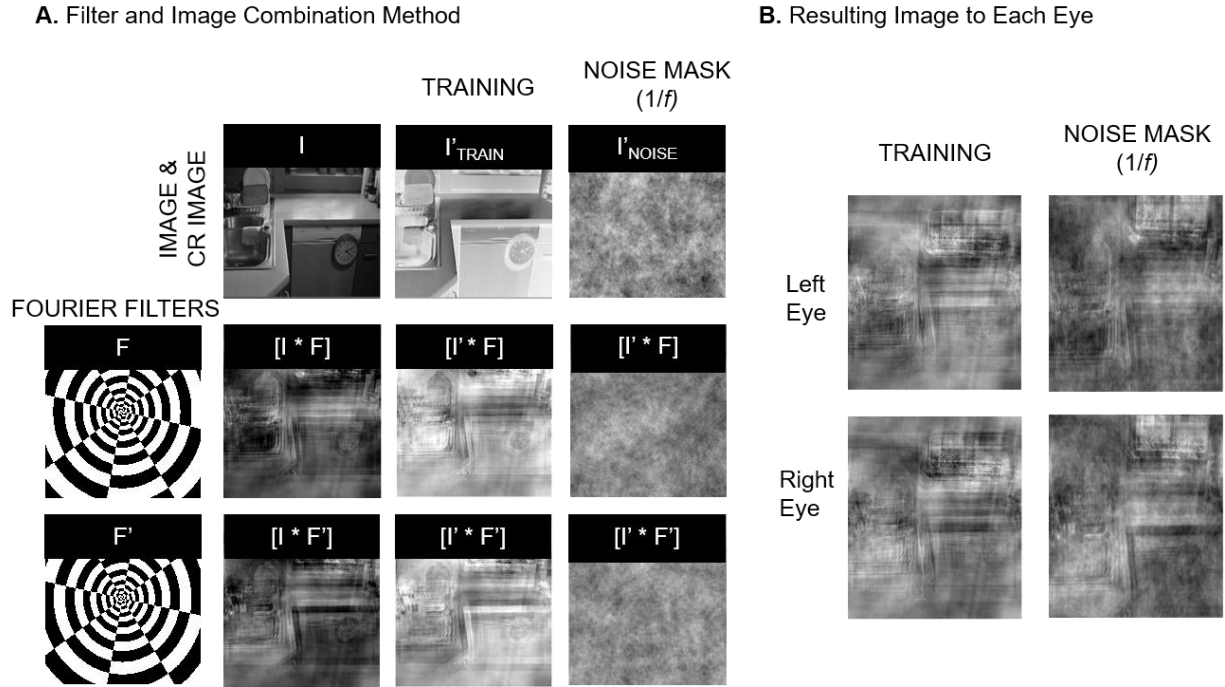 A. Filter and Image Combination Method
B. Resulting Image to Each Eye
TRAINING
NOISE MASK
(1/f)
IMAGE &
CR IMAGE
I
I'TRAIN
I'NOISE
FOURIER FILTERS
F
[I * F]
[I' * F]
[I' * F]
F'
[I * F']
[I' * F']
[I' * F']
TRAINING
NOISE MASK
(1/f)
Left
Eye
Right
Eye